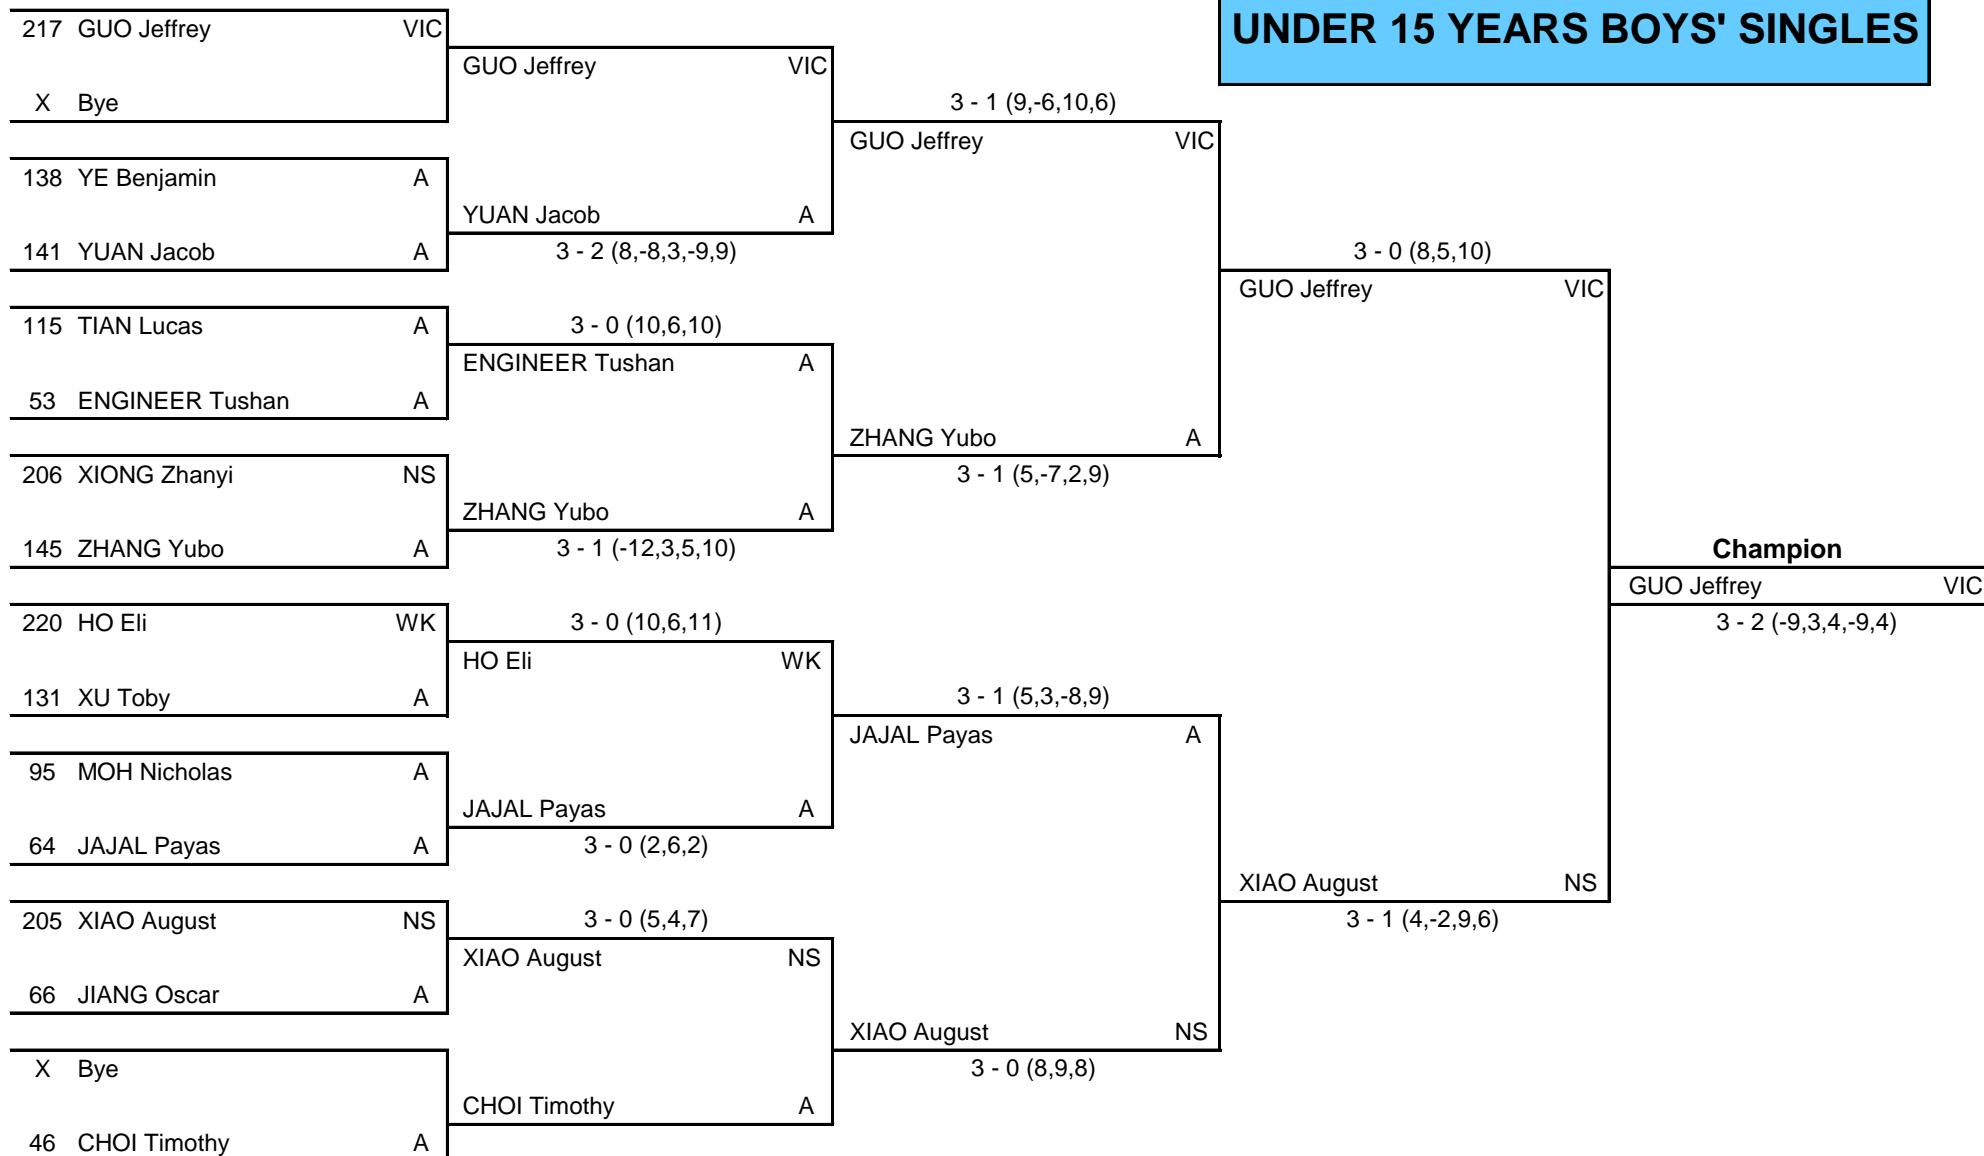 UNDER 15 YEARS BOYS' SINGLES
217 GUO Jeffrey VIC
GUO Jeffrey VIC
X Bye
3 - 1 (9,-6,10,6)
GUO Jeffrey VIC
138 YE Benjamin A
YUAN Jacob A
141 YUAN Jacob A
3 - 2 (8,-8,3,-9,9)
3 - 0 (8,5,10)
GUO Jeffrey VIC
115 TIAN Lucas A
3 - 0 (10,6,10)
ENGINEER Tushan A
53 ENGINEER Tushan A
ZHANG Yubo A
206 XIONG Zhanyi NS
3 - 1 (5,-7,2,9)
ZHANG Yubo A
145 ZHANG Yubo A
3 - 1 (-12,3,5,10)
Champion
GUO Jeffrey VIC
220 HO Eli WK
3 - 0 (10,6,11)
3 - 2 (-9,3,4,-9,4)
HO Eli WK
131 XU Toby A
3 - 1 (5,3,-8,9)
JAJAL Payas A
95 MOH Nicholas A
JAJAL Payas A
64 JAJAL Payas A
3 - 0 (2,6,2)
XIAO August NS
205 XIAO August NS
3 - 0 (5,4,7)
3 - 1 (4,-2,9,6)
XIAO August NS
66 JIANG Oscar A
XIAO August NS
X Bye
3 - 0 (8,9,8)
CHOI Timothy A
46 CHOI Timothy A